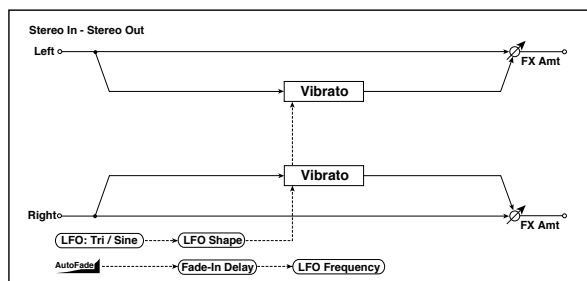 Stereo In - Stereo Out
Left
FX Amt
Vibrato
Vibrato
Right
FX Amt
LFO: Tri / Sine
LFO Shape
AutoFade
Fade-In Delay
LFO Frequency